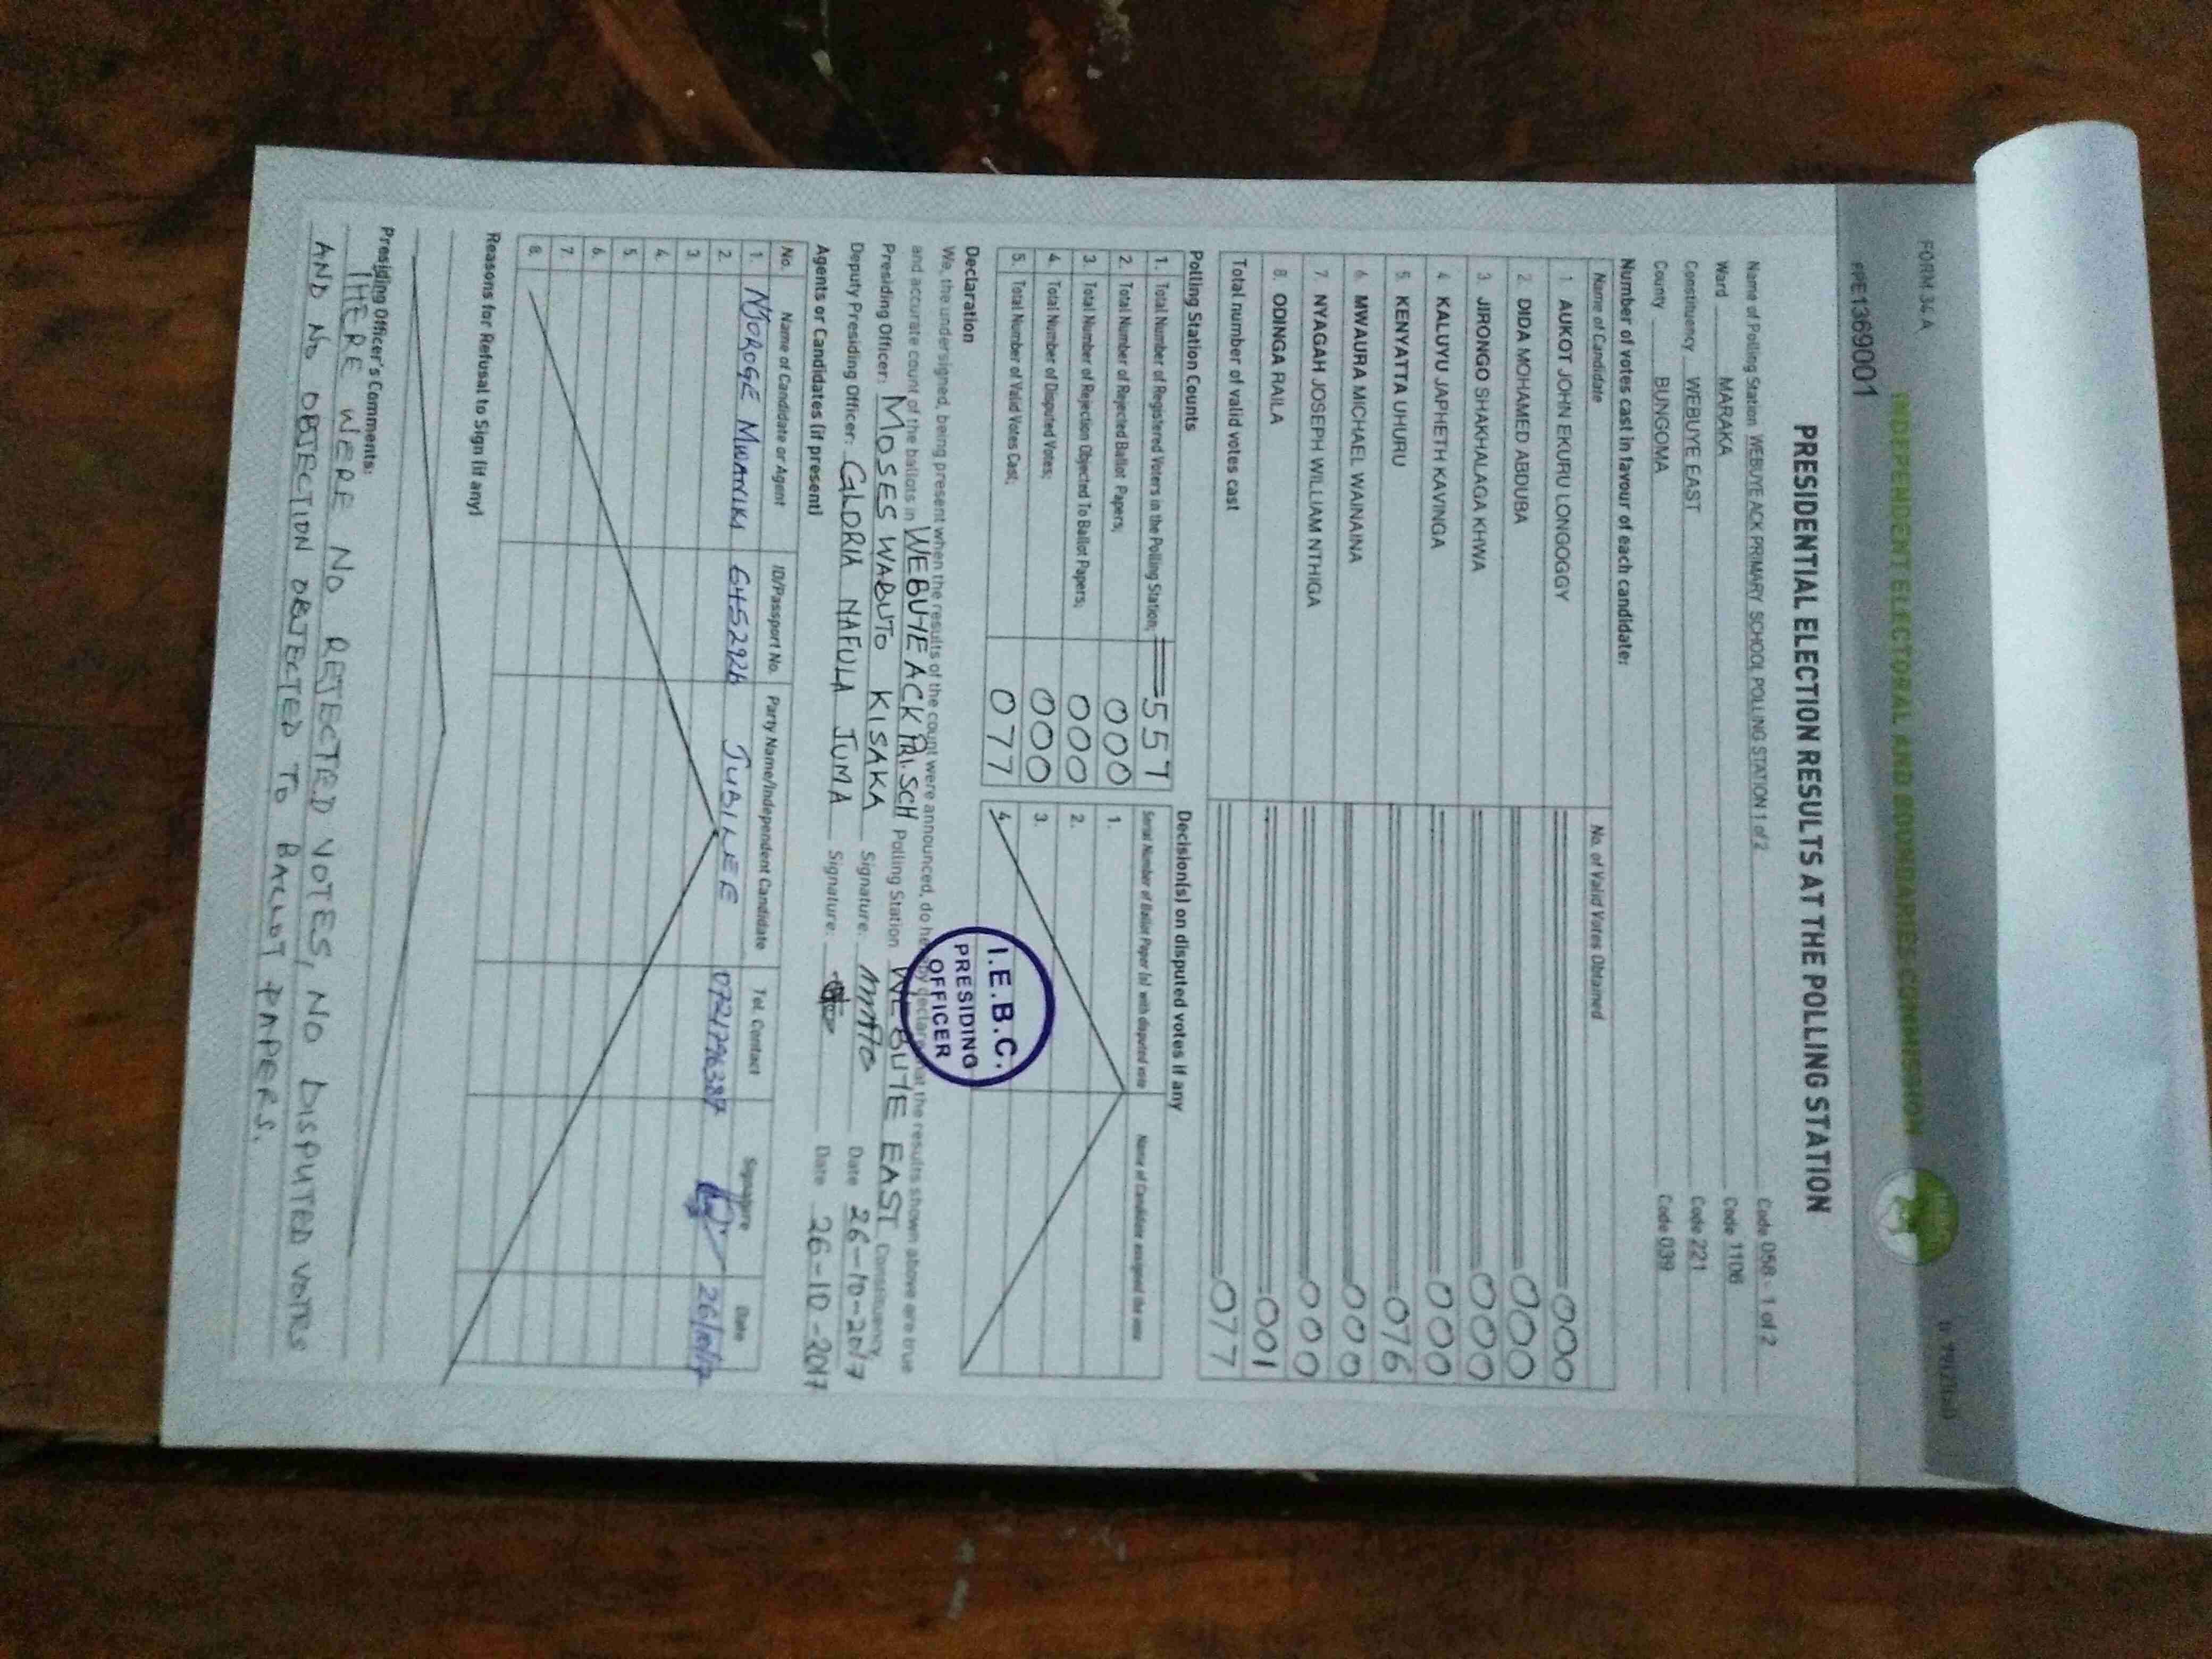 FORM 34 A
INDEPENDENT ELECTORAL AND BOUNDARIES COMMISSION
PPE1369001
PRESIDENTIAL ELECTION RESULTS AT THE POLLING STATION
Name of Polling Station WEBUYE ACK PRIMARY SCHOOL POLLING STATION 1 of 2 Code 058 - 1 of 2
Ward MARAKA Code 1106
Constituency WEBUYE EAST Code 221
County BUNGOMA Code 039
Number of votes cast in favour of each candidate:
Name of Candidate No. of Valid Votes Obtained
1 AUKOT JOHN EKURU LONGOGGY 000
2 DIDA MOHAMED ABDUBA 000
3 JIRONGO SHAKHALAGA KHWA 000
4 KALUYU JAPHETH KAVINGA 000
5 KENYATTA UHURU 076
6 MWAURA MICHAEL WAINAINA 000
7 NYAGAH JOSEPH WILLIAM NTHIGA 000
8 ODINGA RAILA 001
Total number of valid votes cast 077
Polling Station Counts Decision(s) on disputed votes if any
1. Total Number of Registered Voters in the Polling Station; 557 Serial Number of Ballot Paper (s) with disputed vote Name of Candidate assigned the vote
2. Total Number of Rejected Ballot Papers; 000 1.
3. Total Number of Rejection Objected To Ballot Papers; 000 2.
4. Total Number of Disputed Votes; 000 3.
5. Total Number of Valid Votes Cast; 077 4.
I.E.B.C.
PRESIDING
OFFICER
Declaration
We, the undersigned, being present when the results of the count were announced, do hereby declare that the results shown above are true
and accurate count of the ballots in WEBUYE ACK PRI. SCH Polling Station WEBUYE EAST Constituency
Presiding Officer: MOSES WABUTO KISAKA Signature: Date 26-10-2017
Deputy Presiding Officer: GLORIA NAFULA JUMA Signature: Date 26-10-2017
Agents or Candidates (if present)
No. Name of Candidate or Agent ID/Passport No. Party Name/Independent Candidate Tel. Contact Signature Date
1. NJOROGE MWANIKI 6452926 JUBILEE 0721796387 26/10/17
2.
3.
4.
5.
6.
7.
8.
Reasons for Refusal to Sign (if any)
Presiding Officer's Comments:
THERE WERE NO REJECTED VOTES, NO DISPUTED VOTES
AND NO OBJECTION OBJECTED TO BALLOT PAPERS.